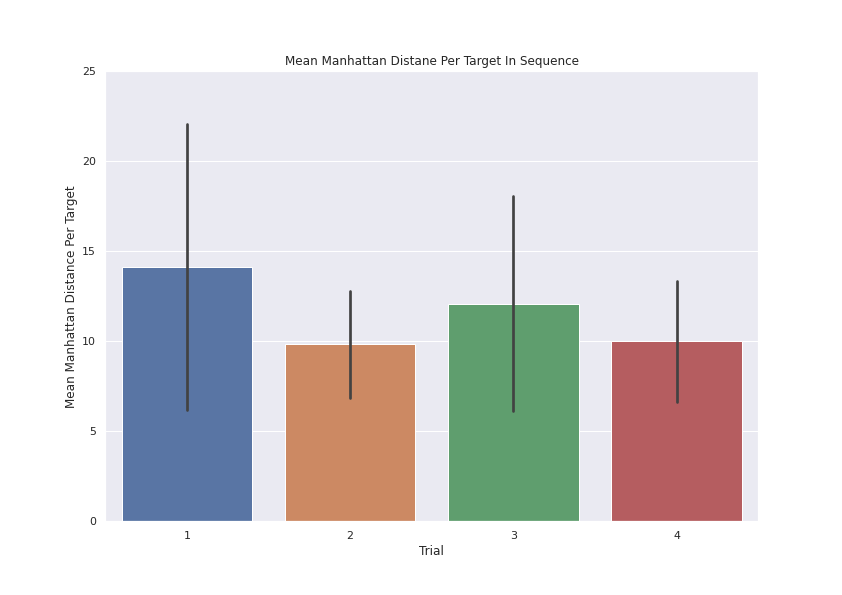 Mean Manhattan Distane Per Target In Sequence
25
20
15
10
5
0
Mean Manhattan Distance Per Target
1 2 3 4
Trial